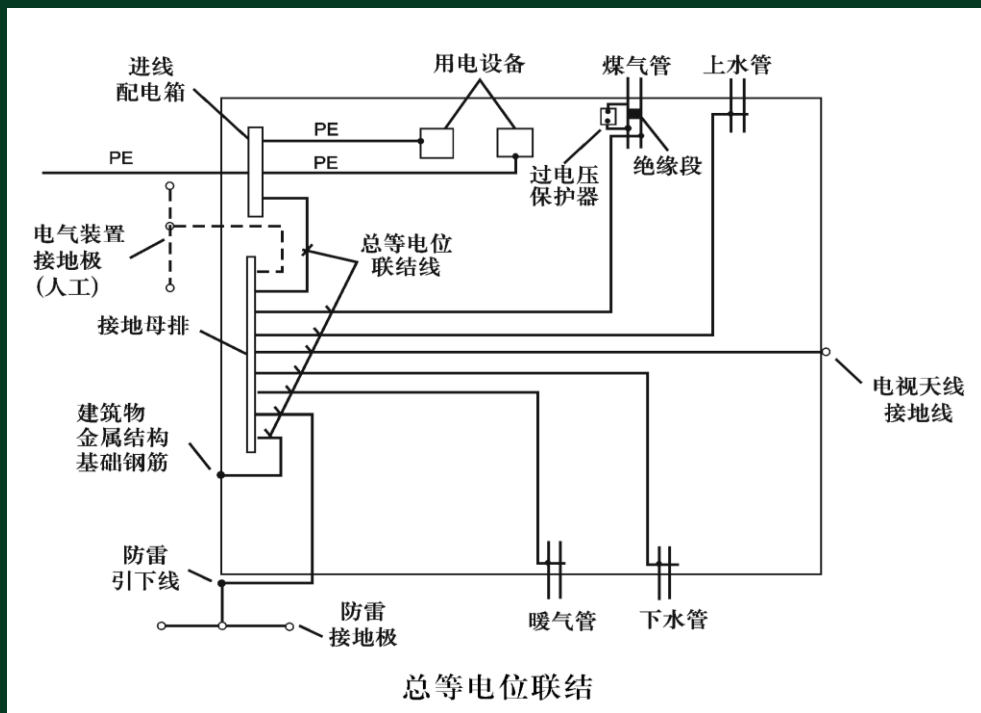 进线
配电箱
用电设备
煤气管
上水管
PE
PE
PE
过电压
保护器
绝缘段
电气装置
接地极
(人工)
总等电位
联结线
接地母排
电视天线
接地线
建筑物
金属结构
基础钢筋
防雷
引下线
防雷
接地极
暖气管
下水管
总等电位联结